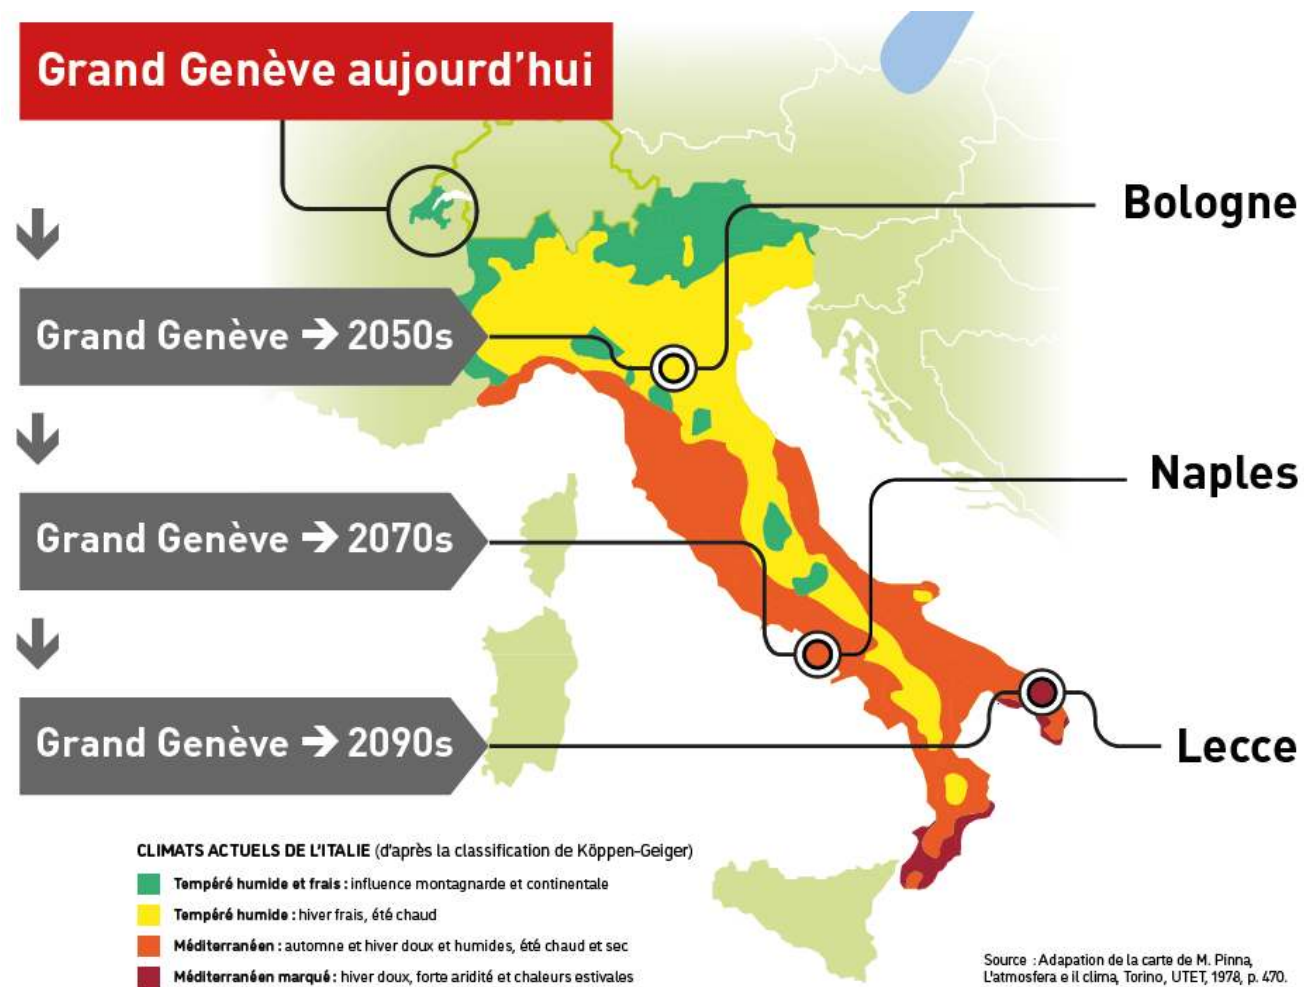 Grand Genève aujourd'hui
Bologne
Grand Genève → 2050s
Naples
Grand Genève → 2070s
Grand Genève → 2090s
Lecce
CLIMATS ACTUELS DE L'ITALIE (d'après la classification de Köppen-Geiger)
Tempéré humide et frais : influence montagnarde et continentale
Tempéré humide : hiver frais, été chaud
Méditerranéen : automne et hiver doux et humides, été chaud et sec
Méditerranéen marqué : hiver doux, forte aridité et chaleurs estivales
Source : Adapation de la carte de M. Pinna,
L'atmosfera e il clima, Torino, UTET, 1978, p. 470.